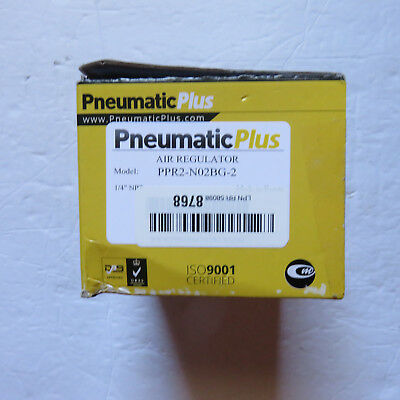 PneumaticPlus
www.PneumaticPlus.com
PneumaticPlus
AIR REGULATOR
Model: PPR2-N02BG-2
1/4" NPT
8768
ISO9001
CERTIFIED